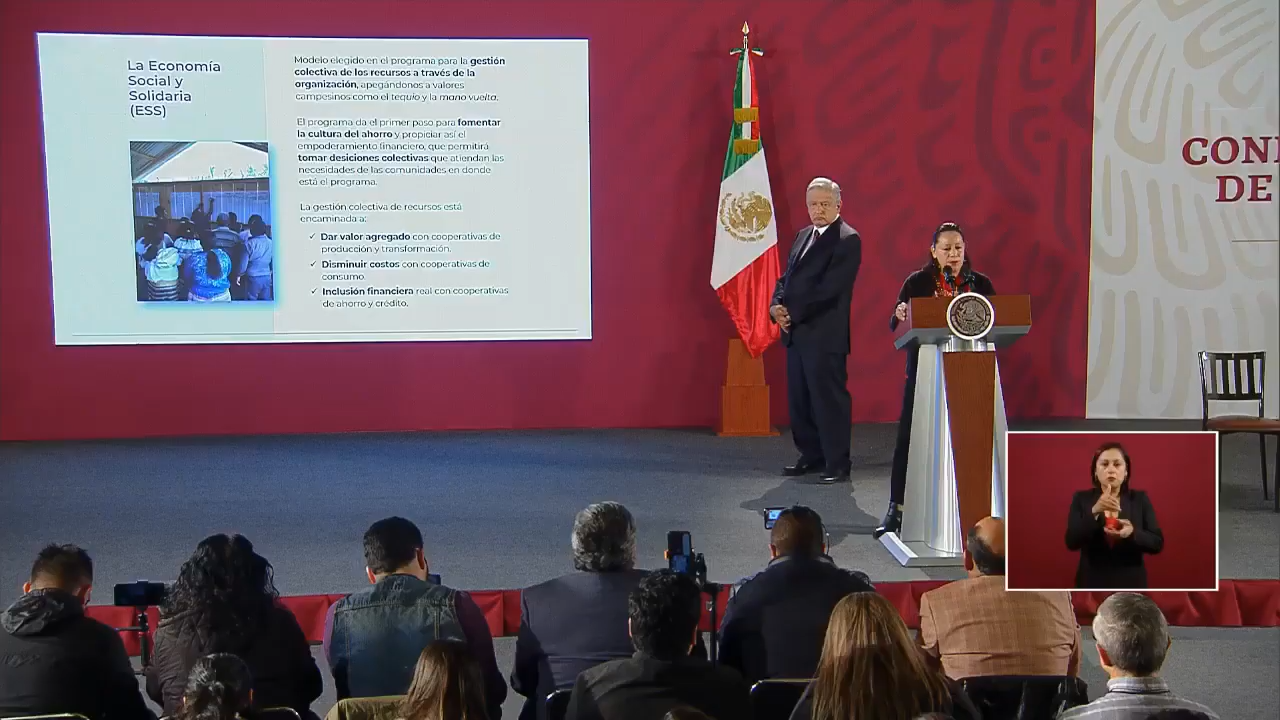 La Economía
Social y
Solidaria
(ESS)
Modelo elegido en el programa para la gestión
colectiva de los recursos a través de la
organización, apegándonos a valores
campesinos como el tequio y la mano vuelta.
El programa da el primer paso para fomentar
la cultura del ahorro y propiciar así el
empoderamiento financiero, que permitirá
tomar desiciones colectivas que atiendan las
necesidades de las comunidades en donde
está el programa.
La gestión colectiva de recursos está
encaminada a:
✓ Dar valor agregado con cooperativas de
producción y transformación.
✓ Disminuir costos con cooperativas de
consumo.
✓ Inclusión financiera real con cooperativas
de ahorro y crédito.
CON
DE